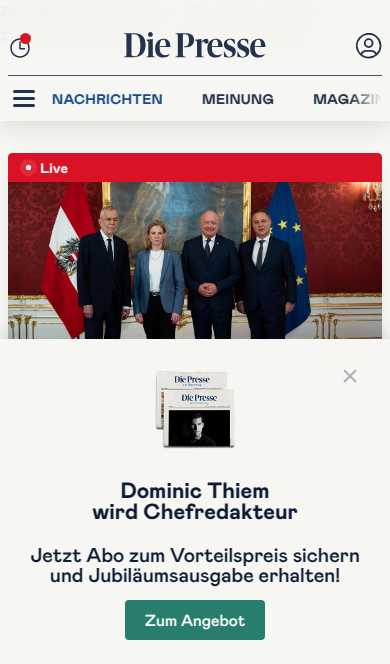 Die Presse
NACHRICHTEN MEINUNG MAGAZIN
Live
Die Presse
Die Presse
Dominic Thiem
wird Chefredakteur
Jetzt Abo zum Vorteilspreis sichern
und Jubiläumsausgabe erhalten!
Zum Angebot